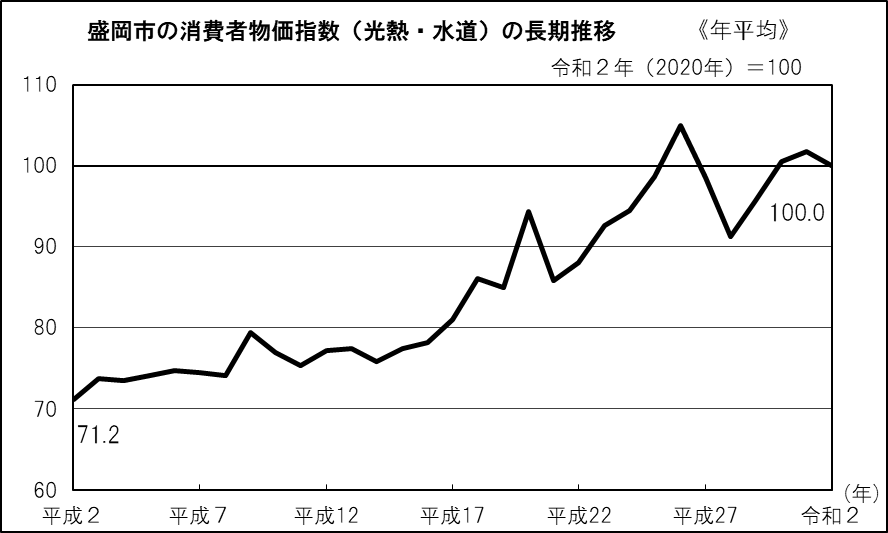 盛岡市の消費者物価指数（光熱・水道）の長期推移　《年平均》
令和２年（2020年）＝100
110
100
90
80
70
60
100.0
71.2
（年）
平成２　平成７　平成12　平成17　平成22　平成27　令和２